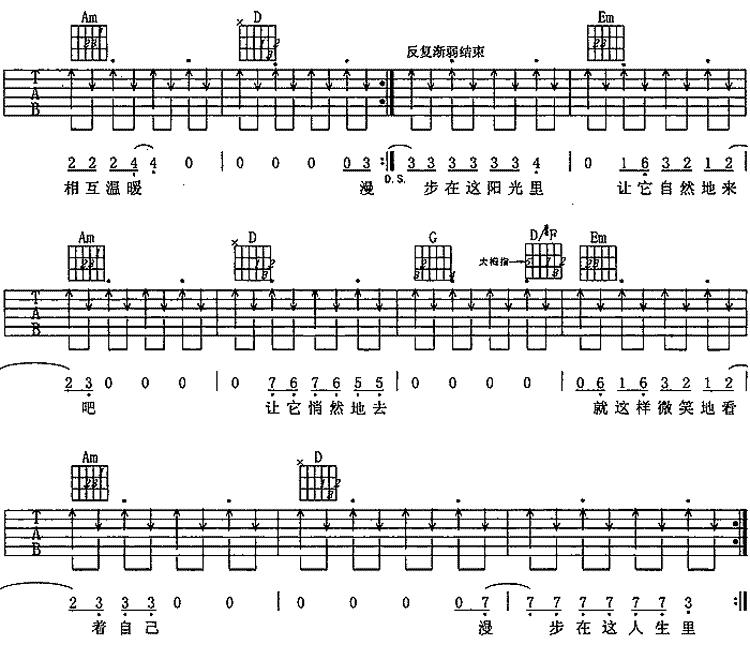 Am D 反复渐弱结束 Em
T
A
B
2 2 2 4 4 0 | 0 0 0 0 3 :| 3 3 3 3 3 3 4 | 0 1 6 3 2 1 2
D.S.
相互温暖 漫 步在这阳光里 让它自然地来
Am D G D/#F Em
大拇指
T
A
B
2 3 0 0 0 | 0 7 6 7 6 5 5 | 0 0 0 0 | 0 6 1 6 3 2 1 2
吧 让它悄然地去 就这样微笑地看
Am D
T
A
B
2 3 3 3 0 0 | 0 0 0 0 7 | 7 7 7 7 7 7 3 :|
着自己 漫 步在这人生里